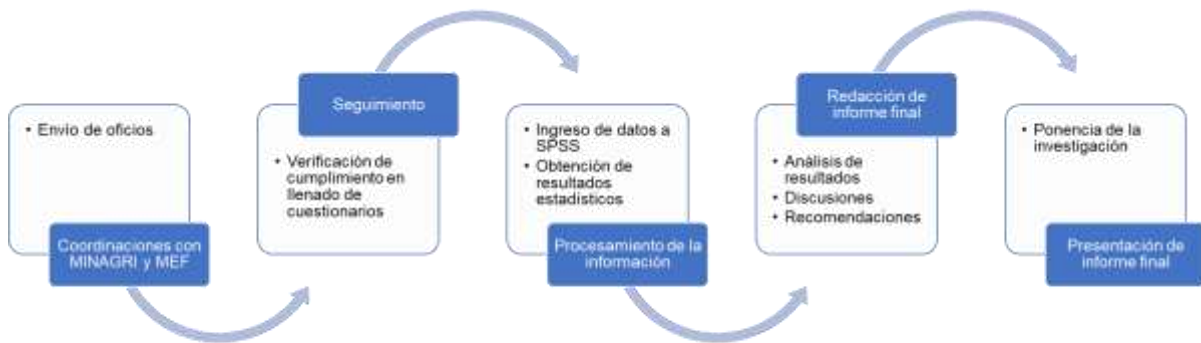 • Envío de oficios
Coordinaciones con
MINAGRI y MEF
Seguimiento
• Verificación de
cumplimiento en
llenado de
cuestionarios
• Ingreso de datos a
SPSS
• Obtención de
resultados
estadísticos
Procesamiento de la
información
Redacción de
informe final
• Análisis de
resultados
• Discusiones
• Recomendaciones
• Ponencia de la
investigación
Presentación de
informe final